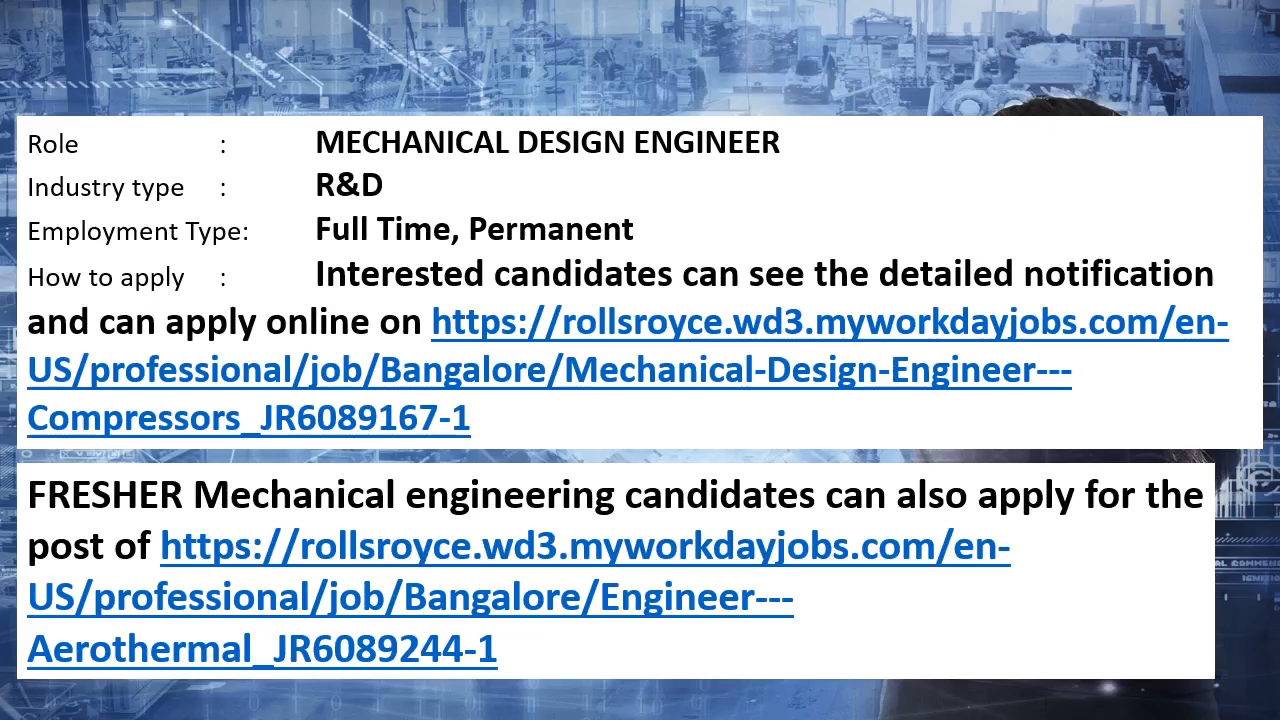 Role : MECHANICAL DESIGN ENGINEER
Industry type : R&D
Employment Type: Full Time, Permanent
How to apply : Interested candidates can see the detailed notification
and can apply online on https://rollsroyce.wd3.myworkdayjobs.com/en-
US/professional/job/Bangalore/Mechanical-Design-Engineer---
Compressors_JR6089167-1
FRESHER Mechanical engineering candidates can also apply for the
post of https://rollsroyce.wd3.myworkdayjobs.com/en-
US/professional/job/Bangalore/Engineer---
Aerothermal_JR6089244-1